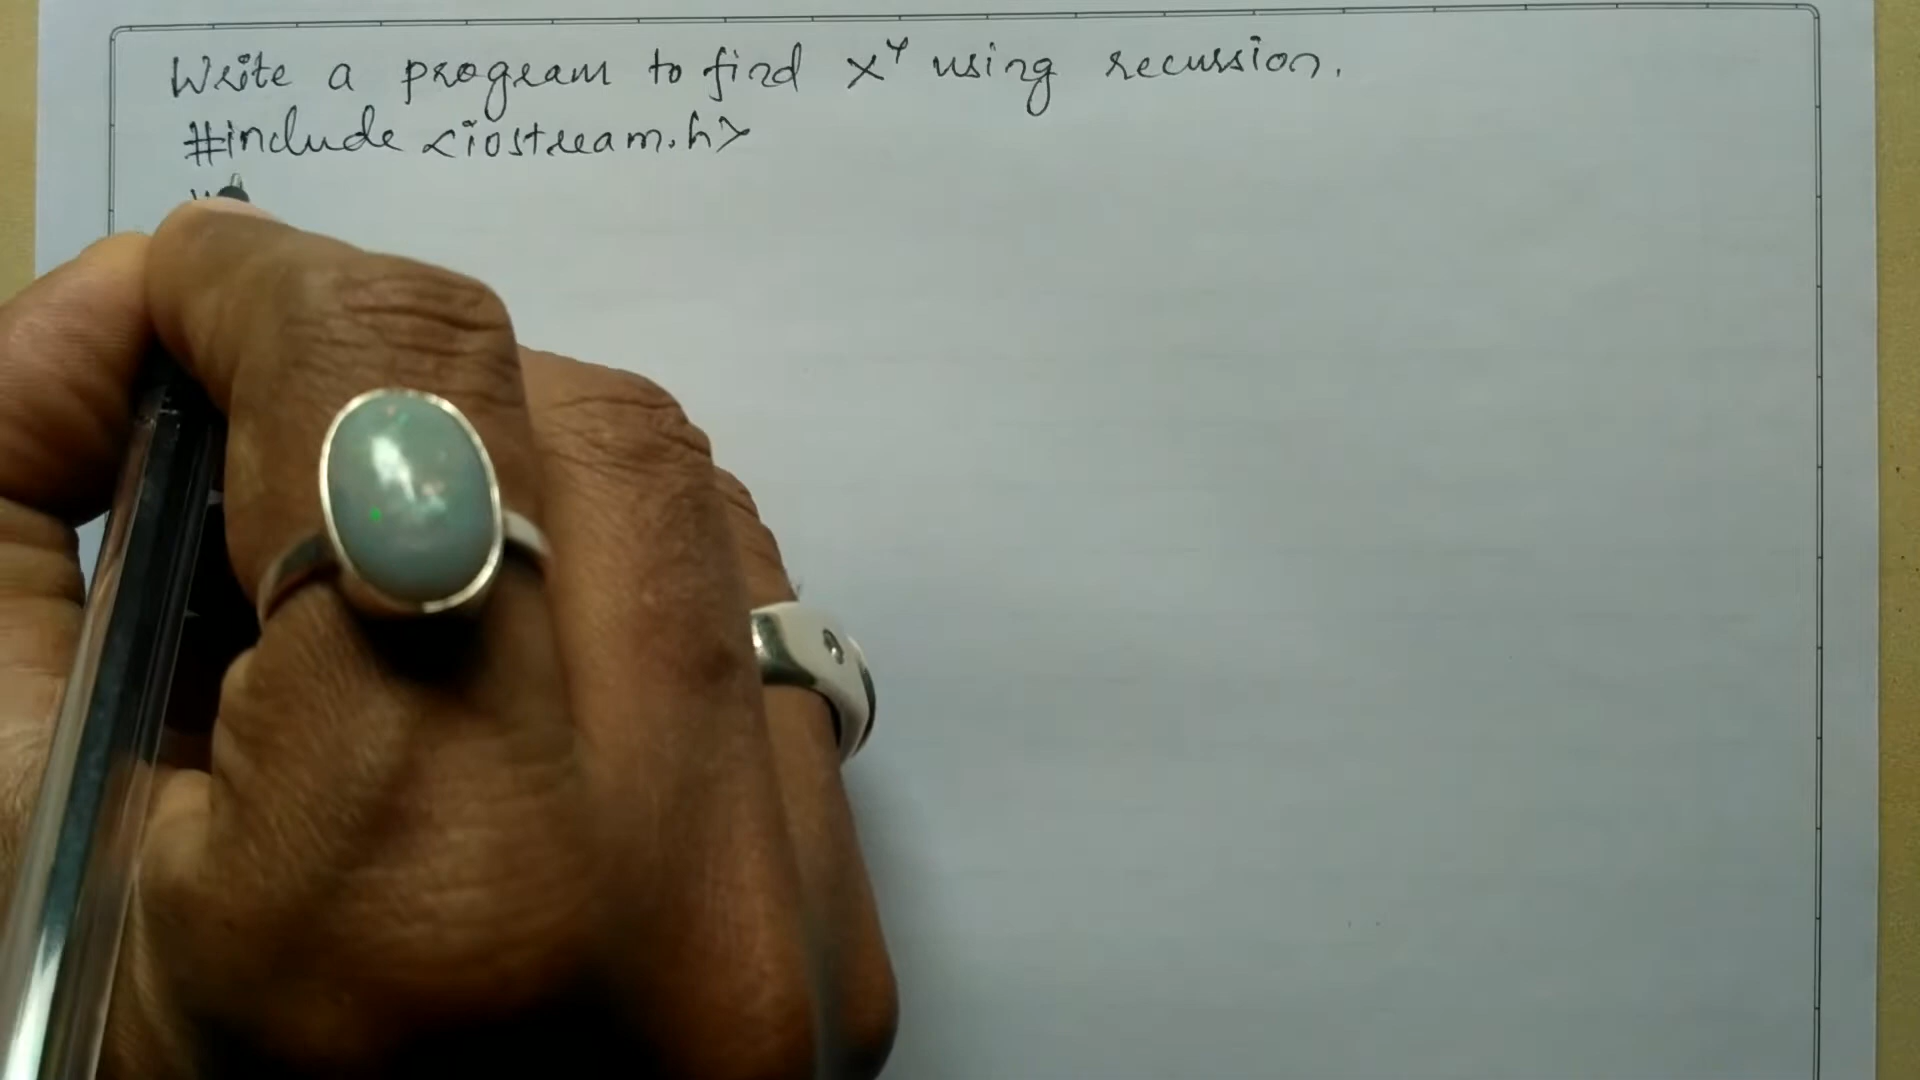 Write a program to find x^y using recussion.
#include <iostream.h>